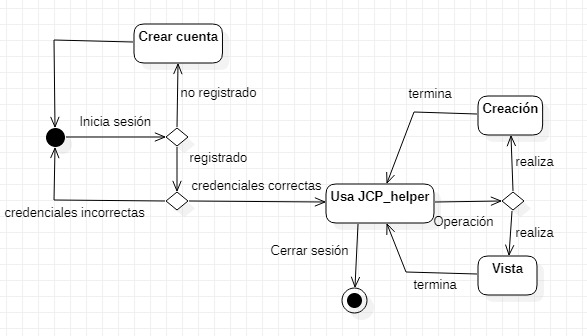 Crear cuenta
no registrado
termina
Creación
Inicia sesión
registrado
realiza
credenciales correctas
Usa JCP_helper
credenciales incorrectas
Operación
realiza
Cerrar sesión
Vista
termina